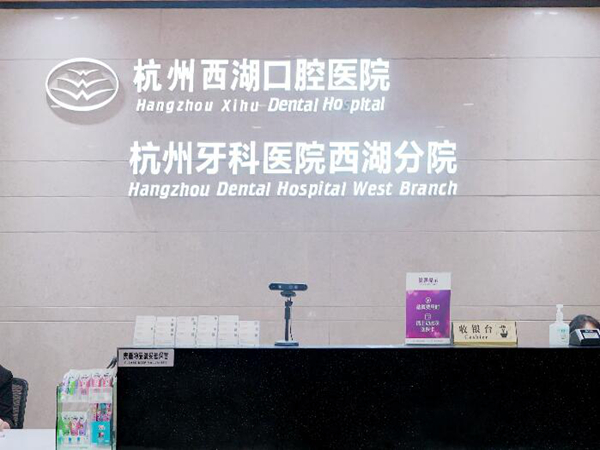 杭州西湖口腔医院
Hangzhou Xihu Dental Hospital
杭州牙科医院西湖分院
Hangzhou Dental Hospital West Branch
收银台
Cashier